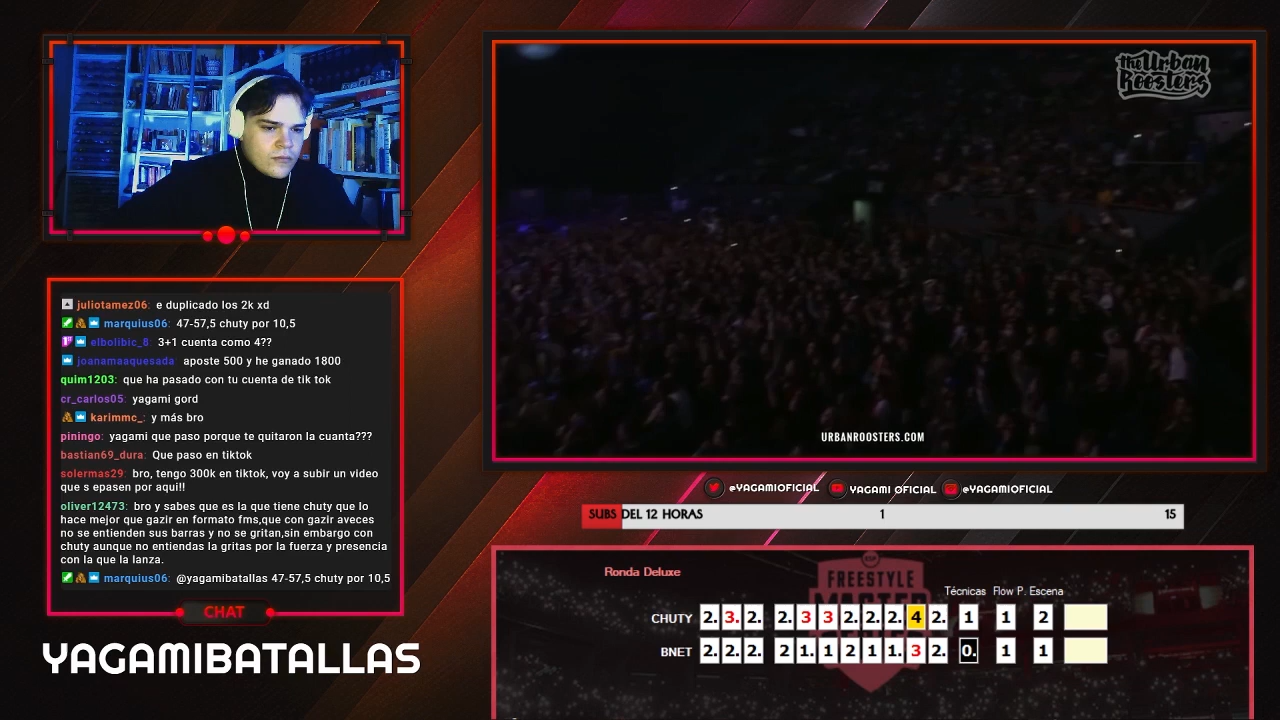 the Urban
Roosters
juliotamez06: e duplicado los 2k xd
marquius06: 47-57,5 chuty por 10,5
elbolibic_8: 3+1 cuenta como 4??
joanamaaquesada: aposte 500 y he ganado 1800
quim1203: que ha pasado con tu cuenta de tik tok
cr_carlos05: yagami gord
karimmc_: y más bro
piningo: yagami que paso porque te quitaron la cuanta???
bastian69_dura: Que paso en tiktok
solermas29: bro, tengo 300k en tiktok, voy a subir un video
que s epasen por aqui!!
oliver12473: bro y sabes que es la que tiene chuty que lo
hace mejor que gazir en formato fms,que con gazir aveces
no se entienden sus barras y no se gritan,sin embargo con
chuty aunque no entiendas la gritas por la fuerza y presencia
con la que la lanza.
marquius06: @yagamibatallas 47-57,5 chuty por 10,5
CHAT
YAGAMIBATALLAS
URBANROOSTERS.COM
@YAGAMIOFICIAL YAGAMI OFICIAL @YAGAMIOFICIAL
SUBS DEL 12 HORAS 1 15
Ronda Deluxe
FREESTYLE
Técnicas Flow P. Escena
CHUTY 2. 3. 2. 2. 3 3 2. 2. 2. 4 2. 1 1 2
BNET 2. 2. 2. 2 1. 1 2 1 1. 3 2. 0. 1 1